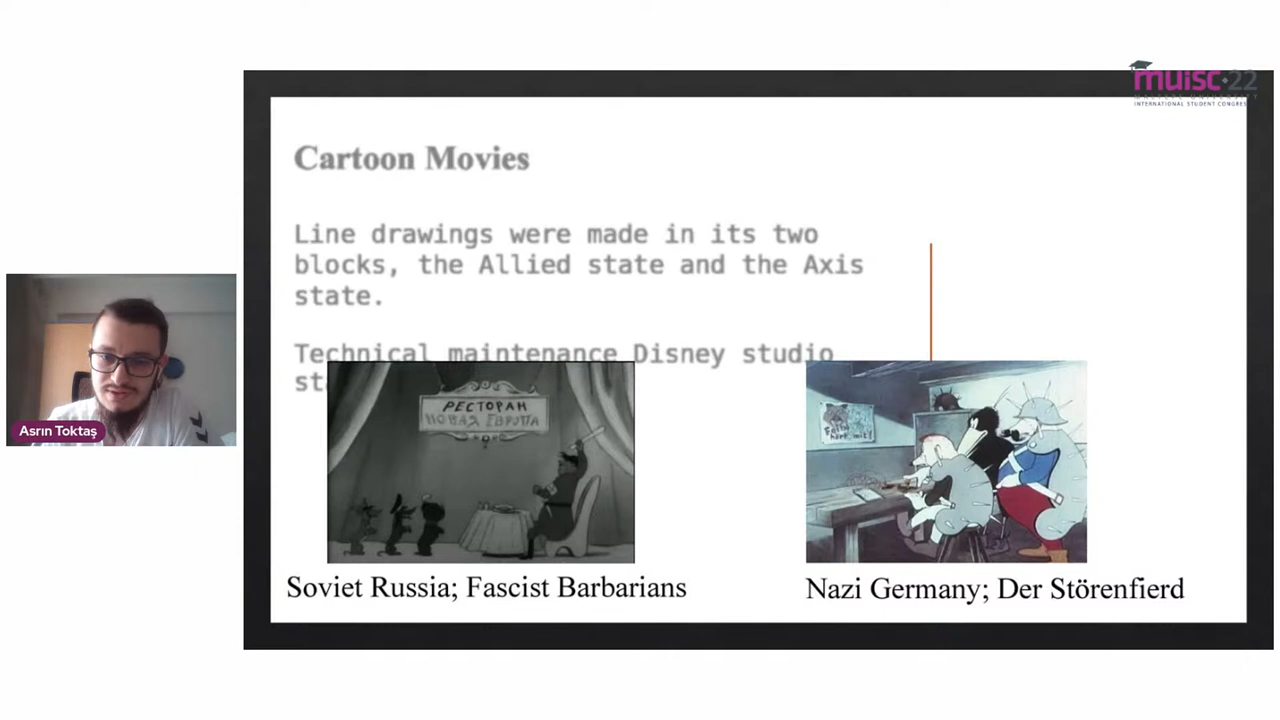 muisc·22
MALTEPE UNIVERSITY
INTERNATIONAL STUDENT CONGRESS
Cartoon Movies
Line drawings were made in its two
blocks, the Allied state and the Axis
state.
Technical maintenance Disney studio
РЕСТОРАН
НОВАЯ ЕВРОПА
Asrın Toktaş
Soviet Russia; Fascist Barbarians
Nazi Germany; Der Störenfierd